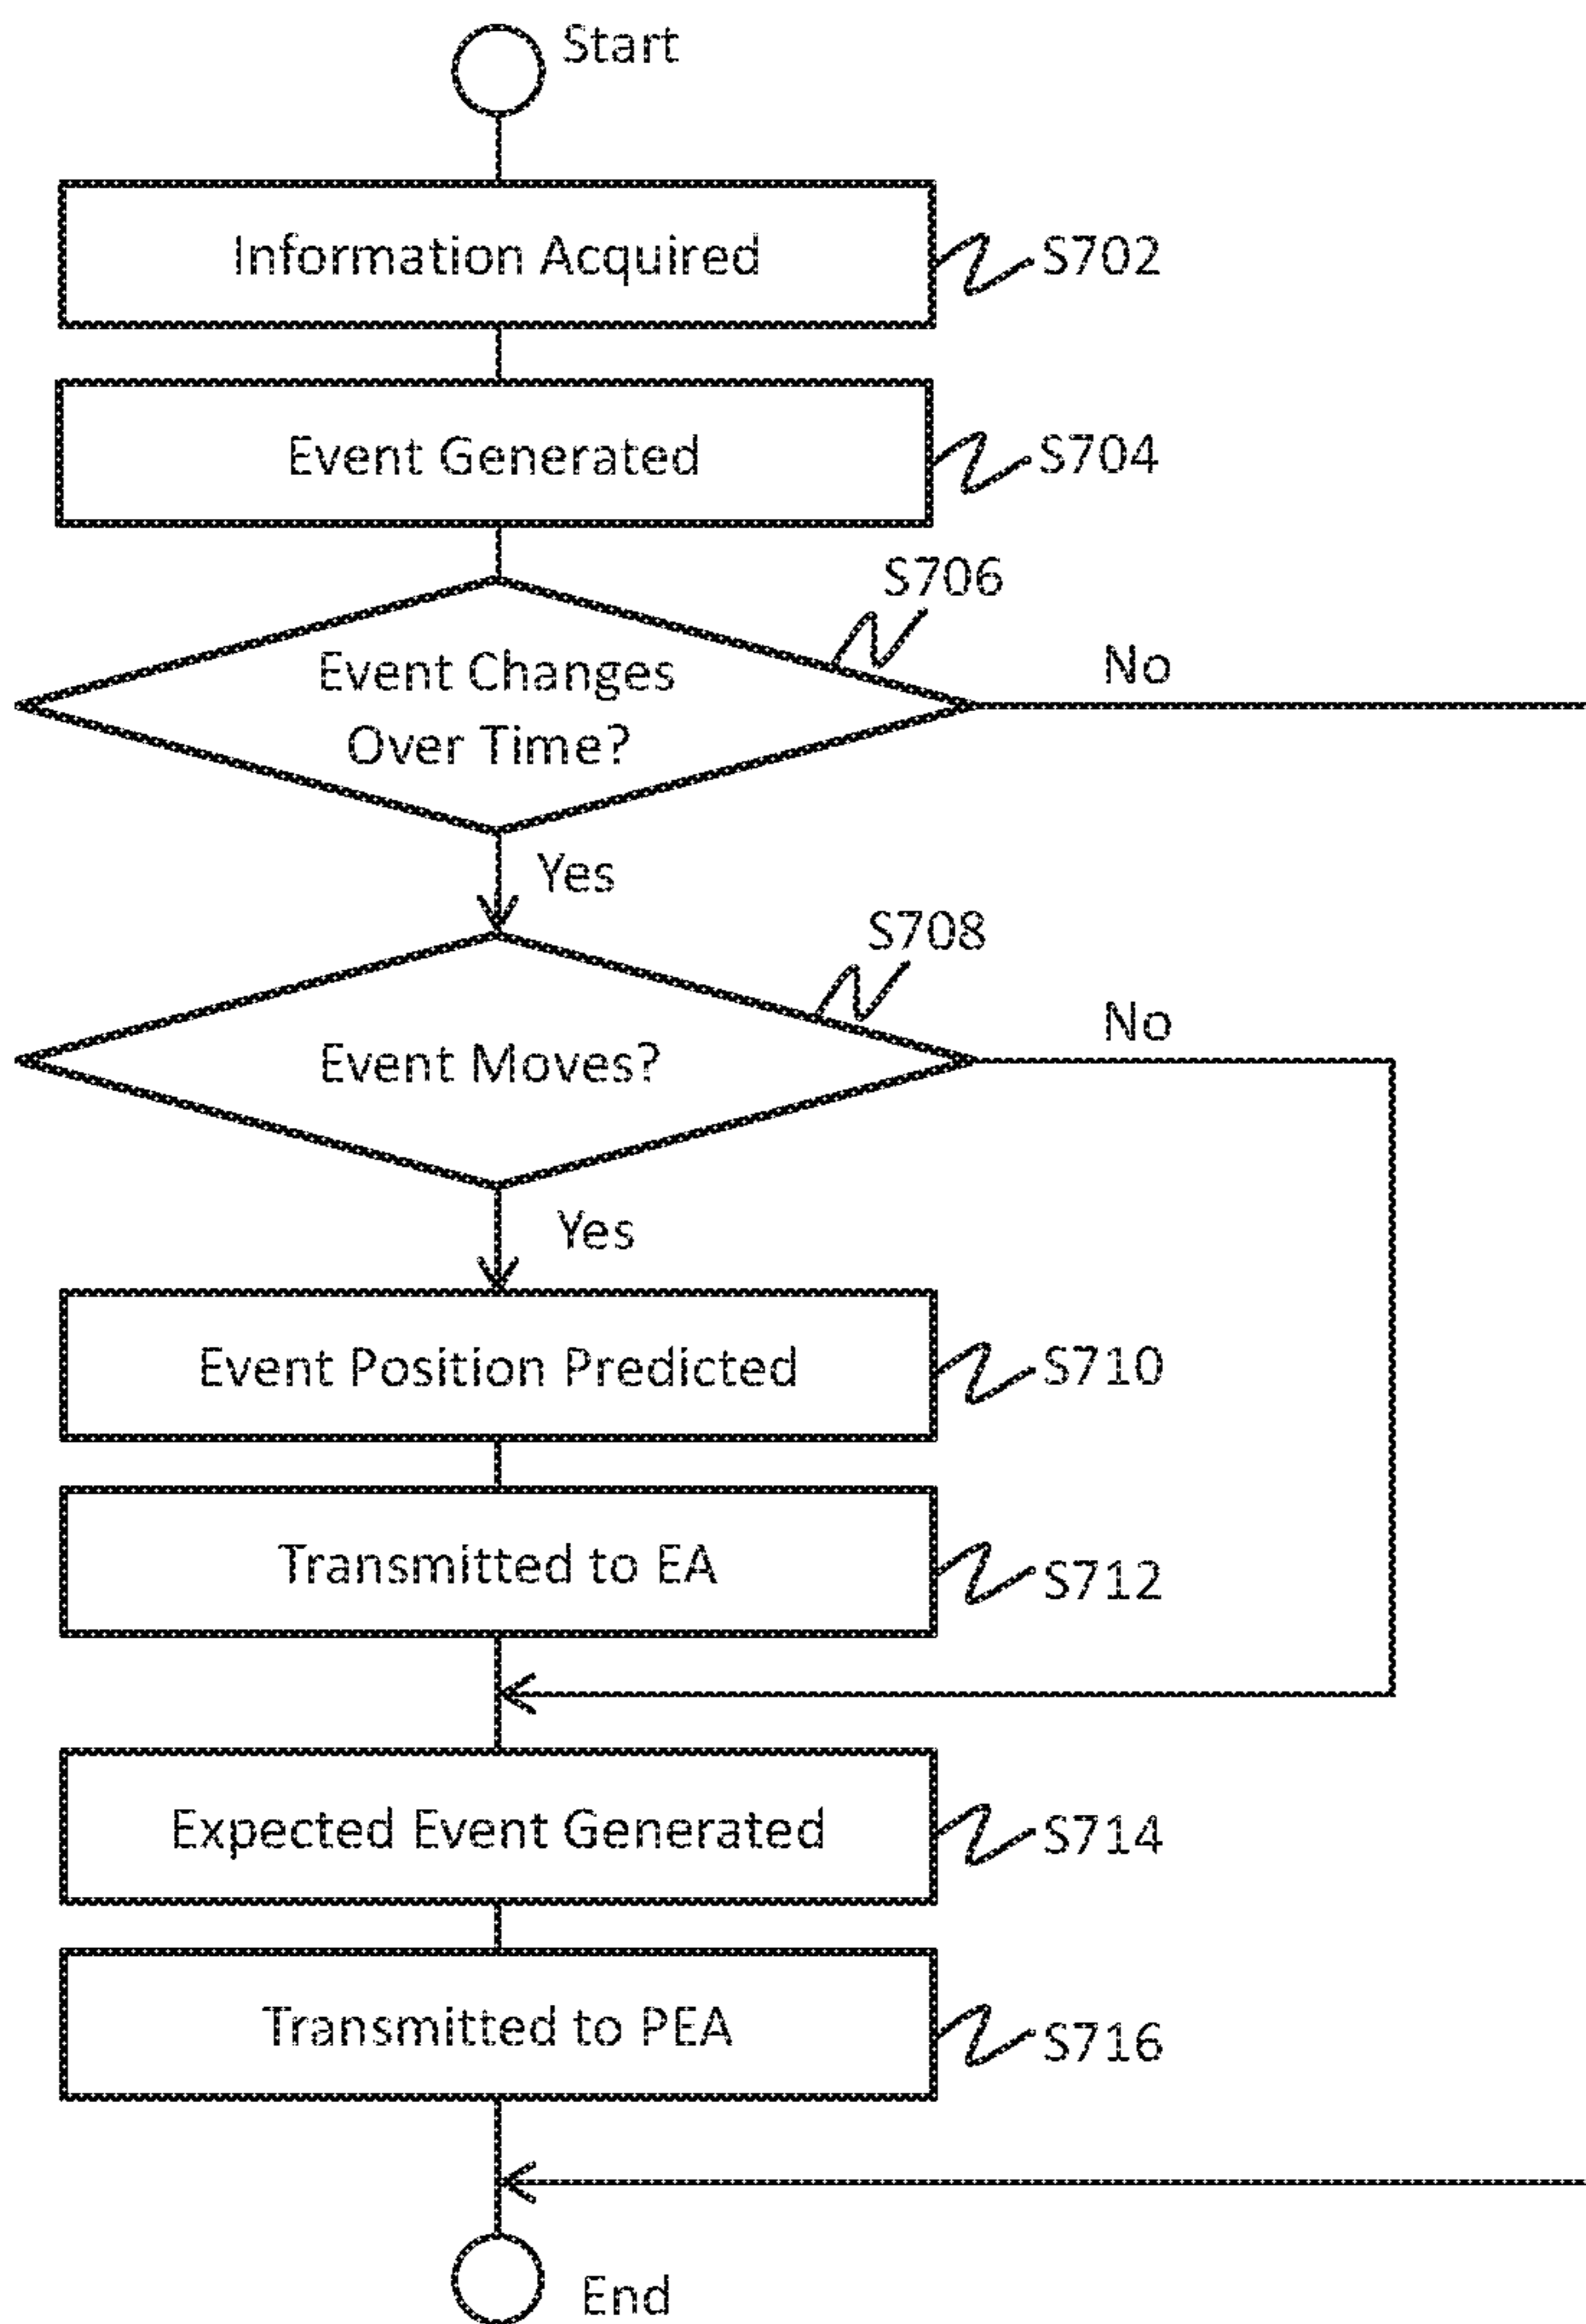 Start
Information Acquired
S702
Event Generated
S704
S706
Event Changes
Over Time?
No
Yes
S708
Event Moves?
No
Yes
Event Position Predicted
S710
Transmitted to EA
S712
Expected Event Generated
S714
Transmitted to PEA
S716
End